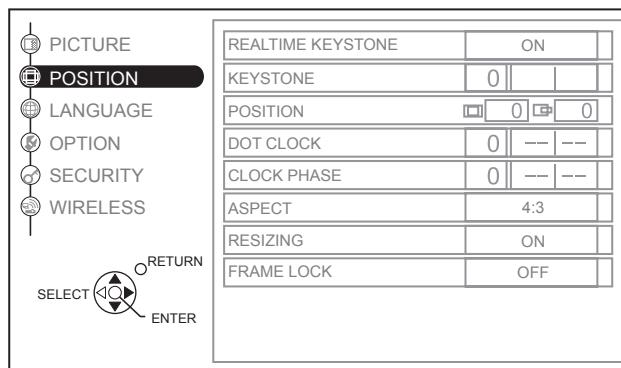 PICTURE
POSITION
LANGUAGE
OPTION
SECURITY
WIRELESS
RETURN
SELECT
ENTER
REALTIME KEYSTONE ON
KEYSTONE 0
POSITION 0 0
DOT CLOCK 0 -- --
CLOCK PHASE 0 -- --
ASPECT 4:3
RESIZING ON
FRAME LOCK OFF